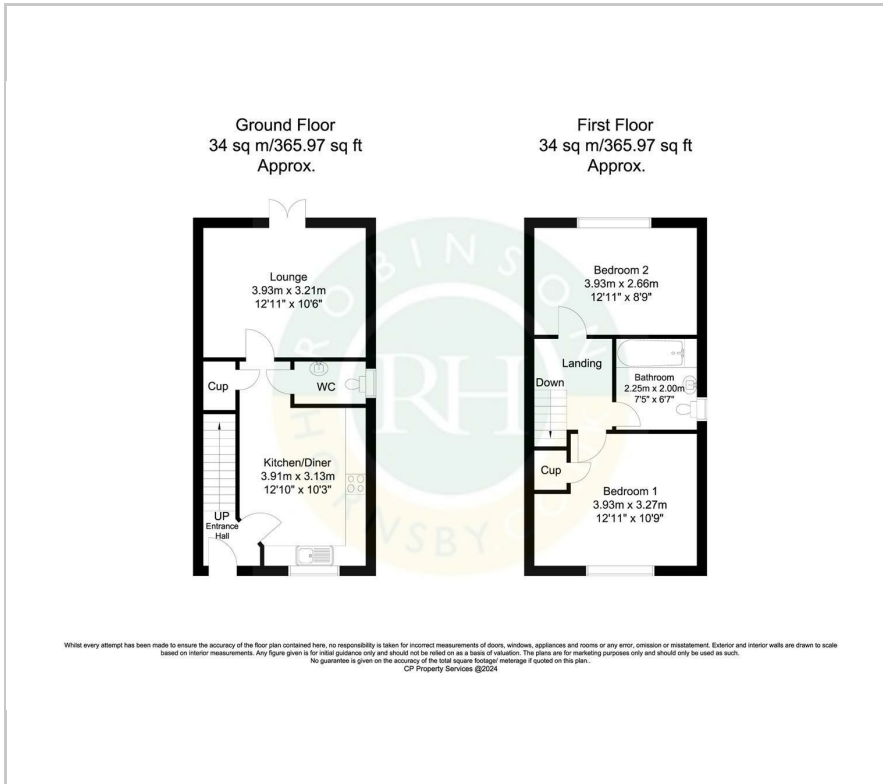 Ground Floor
34 sq m/365.97 sq ft
Approx.
Lounge
3.93m x 3.21m
12'11" x 10'6"
Cup
WC
Kitchen/Diner
3.91m x 3.13m
12'10" x 10'3"
UP
Entrance
Hall
First Floor
34 sq m/365.97 sq ft
Approx.
Bedroom 2
3.93m x 2.66m
12'11" x 8'9"
Landing
Down
Bathroom
2.25m x 2.00m
7'5" x 6'7"
Cup
Bedroom 1
3.93m x 3.27m
12'11" x 10'9"
ROBINSON
RH
HORNSBY CO
Whilst every attempt has been made to ensure the accuracy of the floor plan contained here, no responsibility is taken for incorrect measurements of doors, windows, appliances and rooms or any error, omission or misstatement. Exterior and interior walls are drawn to scale
based on interior measurements. Any figure given is for initial guidance only and should not be relied on as a basis of valuation. The plans are for marketing purposes only and should only be used as such.
No guarantee is given on the accuracy of the total square footage/ meterage if quoted on this plan..
CP Property Services @2024